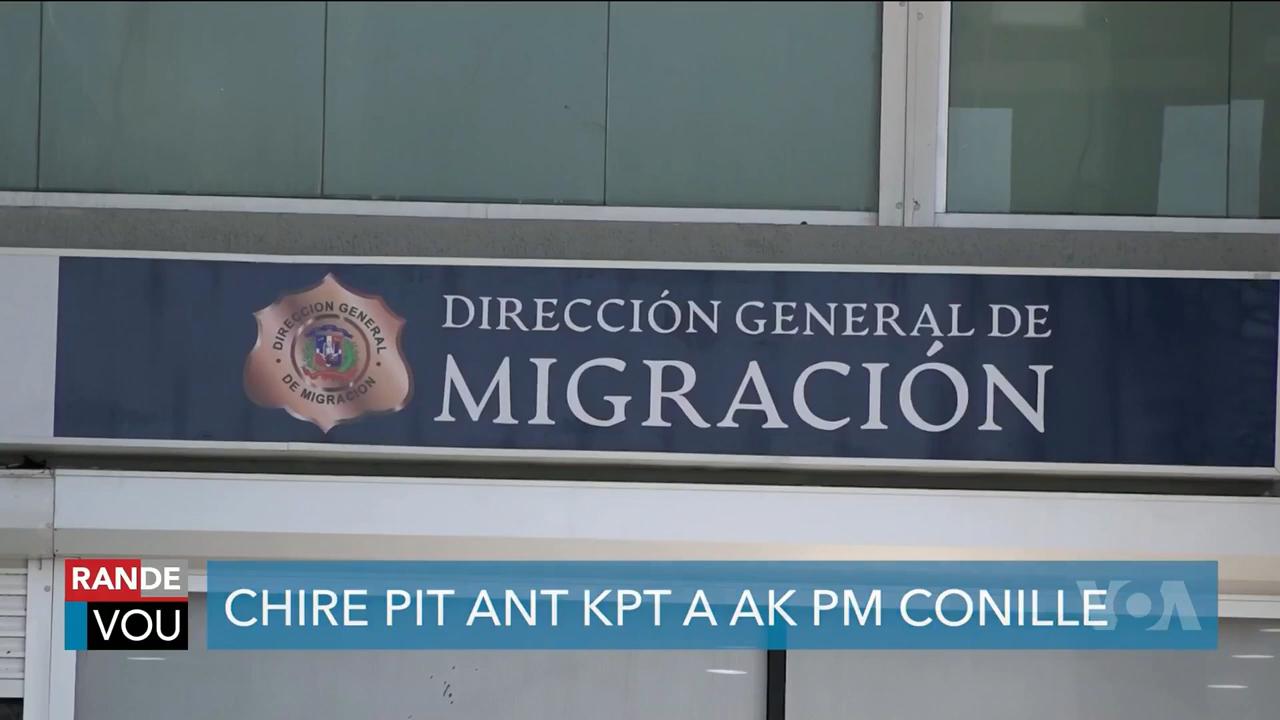 DIRECCION GENERAL
DE MIGRACION
DIRECCIÓN GENERAL DE
MIGRACIÓN
RANDE
VOU
CHIRE PIT ANT KPT A AK PM CONILLE
VOA